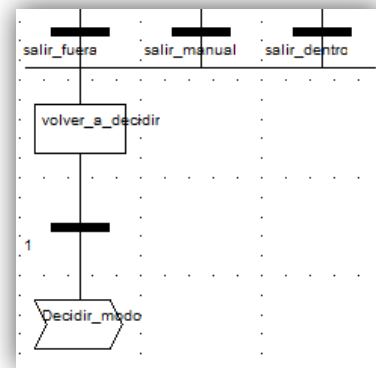 salir_fuera salir_manual salir_dentro
volver_a_decidir
1
Decidir_modo